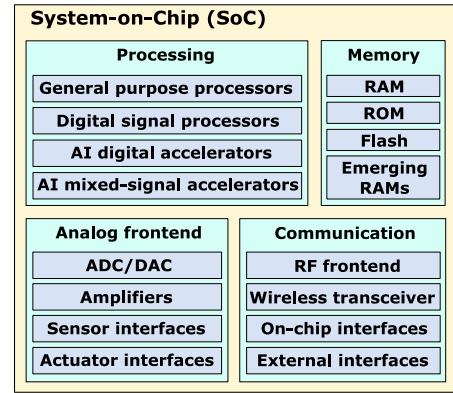 System-on-Chip (SoC)
Processing
General purpose processors
Digital signal processors
AI digital accelerators
AI mixed-signal accelerators
Memory
RAM
ROM
Flash
Emerging
RAMs
Analog frontend
ADC/DAC
Amplifiers
Sensor interfaces
Actuator interfaces
Communication
RF frontend
Wireless transceiver
On-chip interfaces
External interfaces